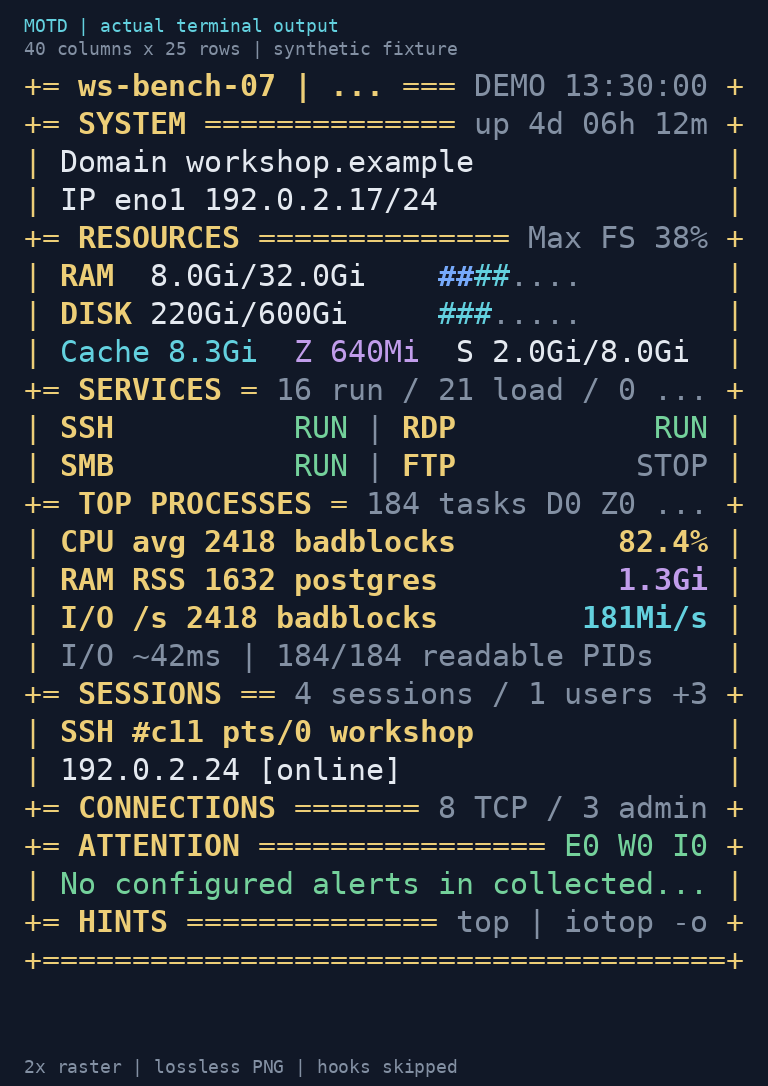 MOTD | actual terminal output
40 columns x 25 rows | synthetic fixture
+= ws-bench-07 | ... === DEMO 13:30:00 +
+= SYSTEM ============== up 4d 06h 12m +
| Domain workshop.example              |
| IP eno1 192.0.2.17/24                |
+= RESOURCES ============== Max FS 38% +
| RAM  8.0Gi/32.0Gi    ####....        |
| DISK 220Gi/600Gi     ###.....        |
| Cache 8.3Gi  Z 640Mi  S 2.0Gi/8.0Gi  |
+= SERVICES = 16 run / 21 load / 0 ... +
| SSH          RUN | RDP           RUN |
| SMB          RUN | FTP          STOP |
+= TOP PROCESSES = 184 tasks D0 Z0 ... +
| CPU avg 2418 badblocks         82.4% |
| RAM RSS 1632 postgres          1.3Gi |
| I/O /s 2418 badblocks        181Mi/s |
| I/O ~42ms | 184/184 readable PIDs    |
+= SESSIONS == 4 sessions / 1 users +3 +
| SSH #c11 pts/0 workshop              |
| 192.0.2.24 [online]                  |
+= CONNECTIONS ======= 8 TCP / 3 admin +
+= ATTENTION ================ E0 W0 I0 +
| No configured alerts in collected... |
+= HINTS ============== top | iotop -o +
+======================================+
2x raster | lossless PNG | hooks skipped